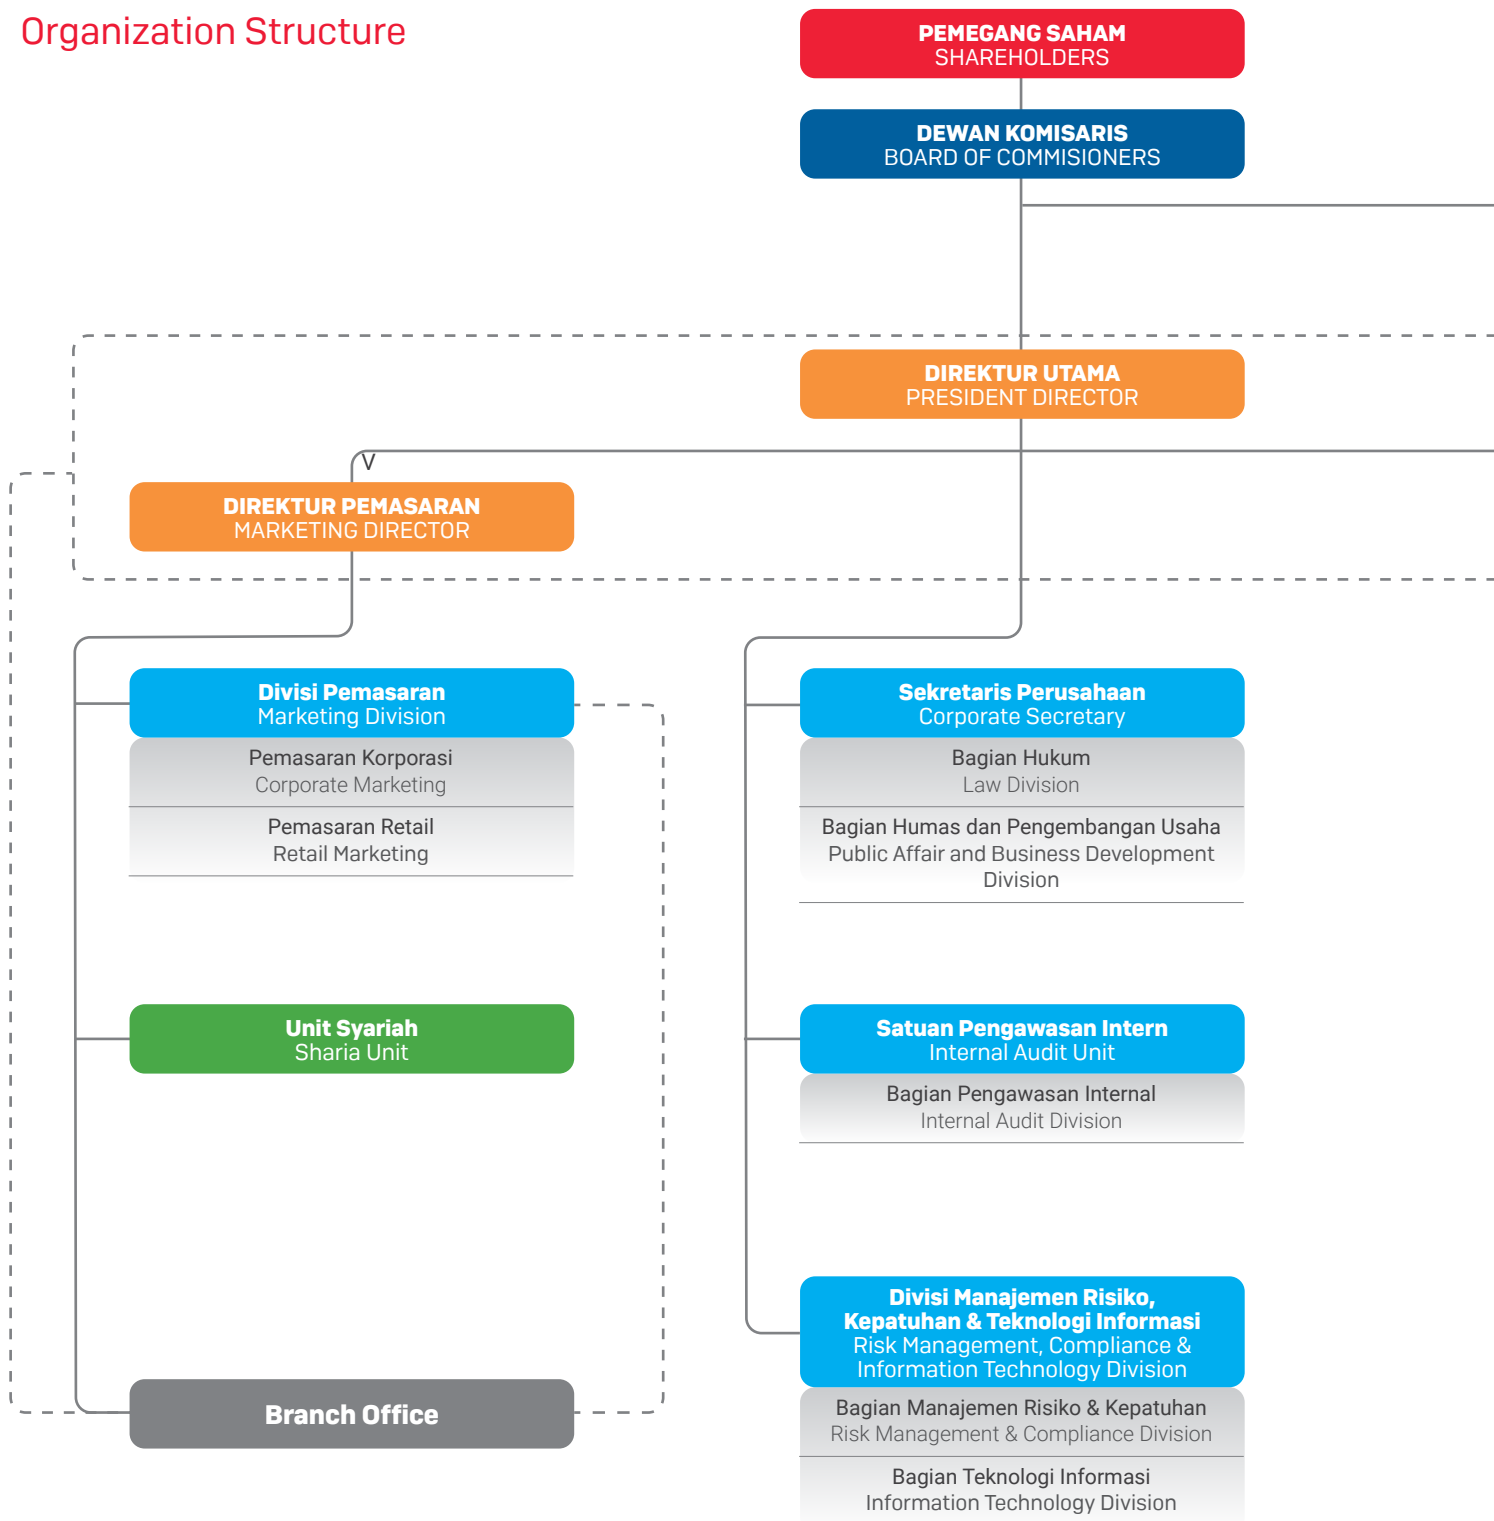 Organization Structure
PEMEGANG SAHAM
SHAREHOLDERS
DEWAN KOMISARIS
BOARD OF COMMISIONERS
DIREKTUR UTAMA
PRESIDENT DIRECTOR
V
DIREKTUR PEMASARAN
MARKETING DIRECTOR
Divisi Pemasaran
Marketing Division
Pemasaran Korporasi
Corporate Marketing
Pemasaran Retail
Retail Marketing
Unit Syariah
Sharia Unit
Branch Office
Sekretaris Perusahaan
Corporate Secretary
Bagian Hukum
Law Division
Bagian Humas dan Pengembangan Usaha
Public Affair and Business Development
Division
Satuan Pengawasan Intern
Internal Audit Unit
Bagian Pengawasan Internal
Internal Audit Division
Divisi Manajemen Risiko,
Kepatuhan & Teknologi Informasi
Risk Management, Compliance &
Information Technology Division
Bagian Manajemen Risiko & Kepatuhan
Risk Management & Compliance Division
Bagian Teknologi Informasi
Information Technology Division